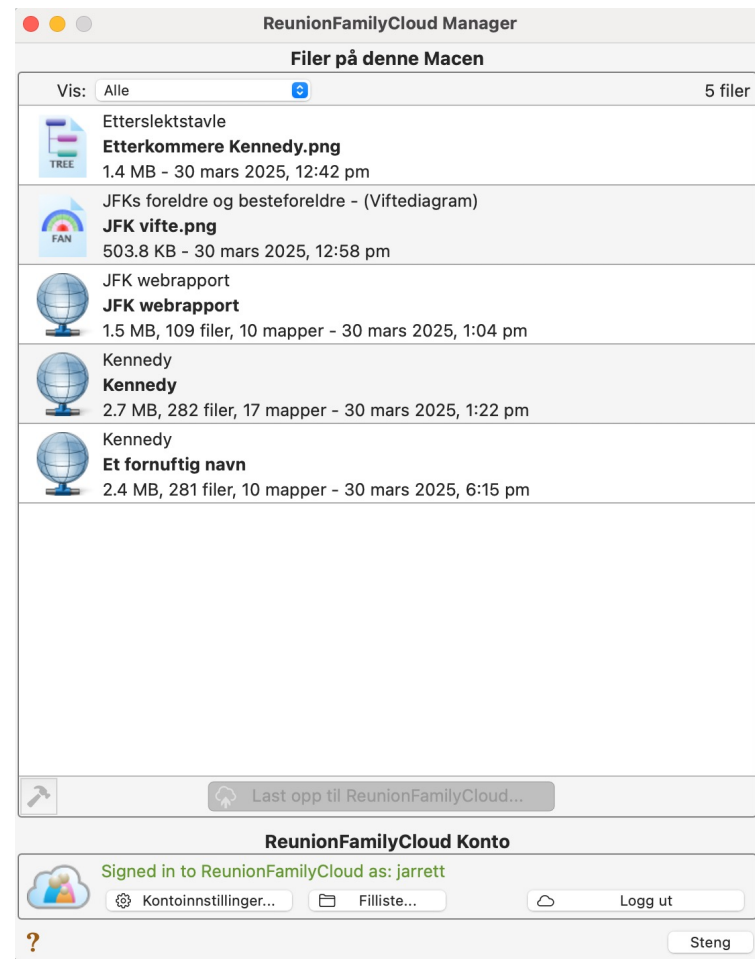 ReunionFamilyCloud Manager
Filer på denne Macen
Vis: Alle 5 filer
Etterslektstavle
TREE
Etterkommere Kennedy.png
1.4 MB - 30 mars 2025, 12:42 pm
JFKs foreldre og besteforeldre - (Viftediagram)
FAN
JFK vifte.png
503.8 KB - 30 mars 2025, 12:58 pm
JFK webrapport
JFK webrapport
1.5 MB, 109 filer, 10 mapper - 30 mars 2025, 1:04 pm
Kennedy
Kennedy
2.7 MB, 282 filer, 17 mapper - 30 mars 2025, 1:22 pm
Kennedy
Et fornuftig navn
2.4 MB, 281 filer, 10 mapper - 30 mars 2025, 6:15 pm
Last opp til ReunionFamilyCloud...
ReunionFamilyCloud Konto
Signed in to ReunionFamilyCloud as: jarrett
Kontoinnstillinger... Filliste... Logg ut
? Steng